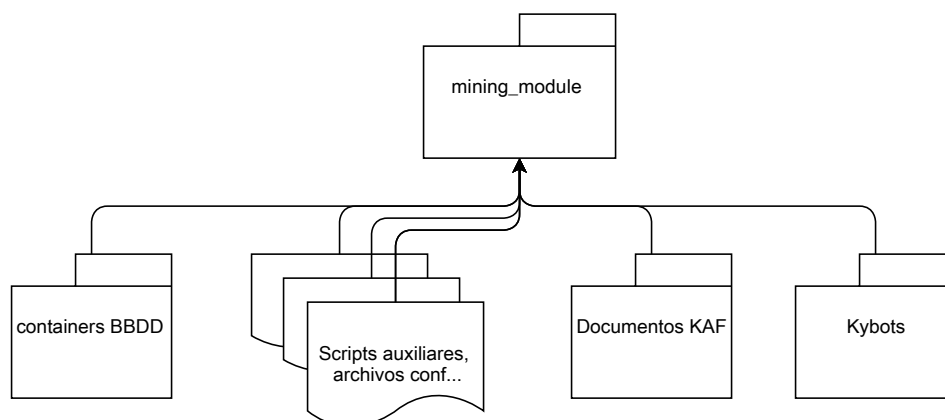 mining_module
containers BBDD
Scripts auxiliares,
archivos conf...
Documentos KAF
Kybots